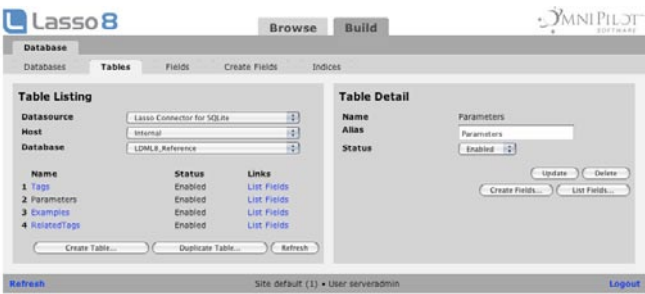 Lasso 8
Browse
Build
OMNIPILOT
SOFTWARE
Database
Databases
Tables
Fields
Create Fields
Indices
Table Listing
Datasource
Lasso Connector for SQLite
Host
Internal
Database
LDML8_Reference
Name Status Links
1 Tags Enabled List Fields
2 Parameters Enabled List Fields
3 Examples Enabled List Fields
4 RelatedTags Enabled List Fields
Create Table... Duplicate Table... Refresh
Table Detail
Name Parameters
Alias Parameters
Status Enabled
Update Delete
Create Fields... List Fields...
Refresh
Site default (1) • User serveradmin
Logout